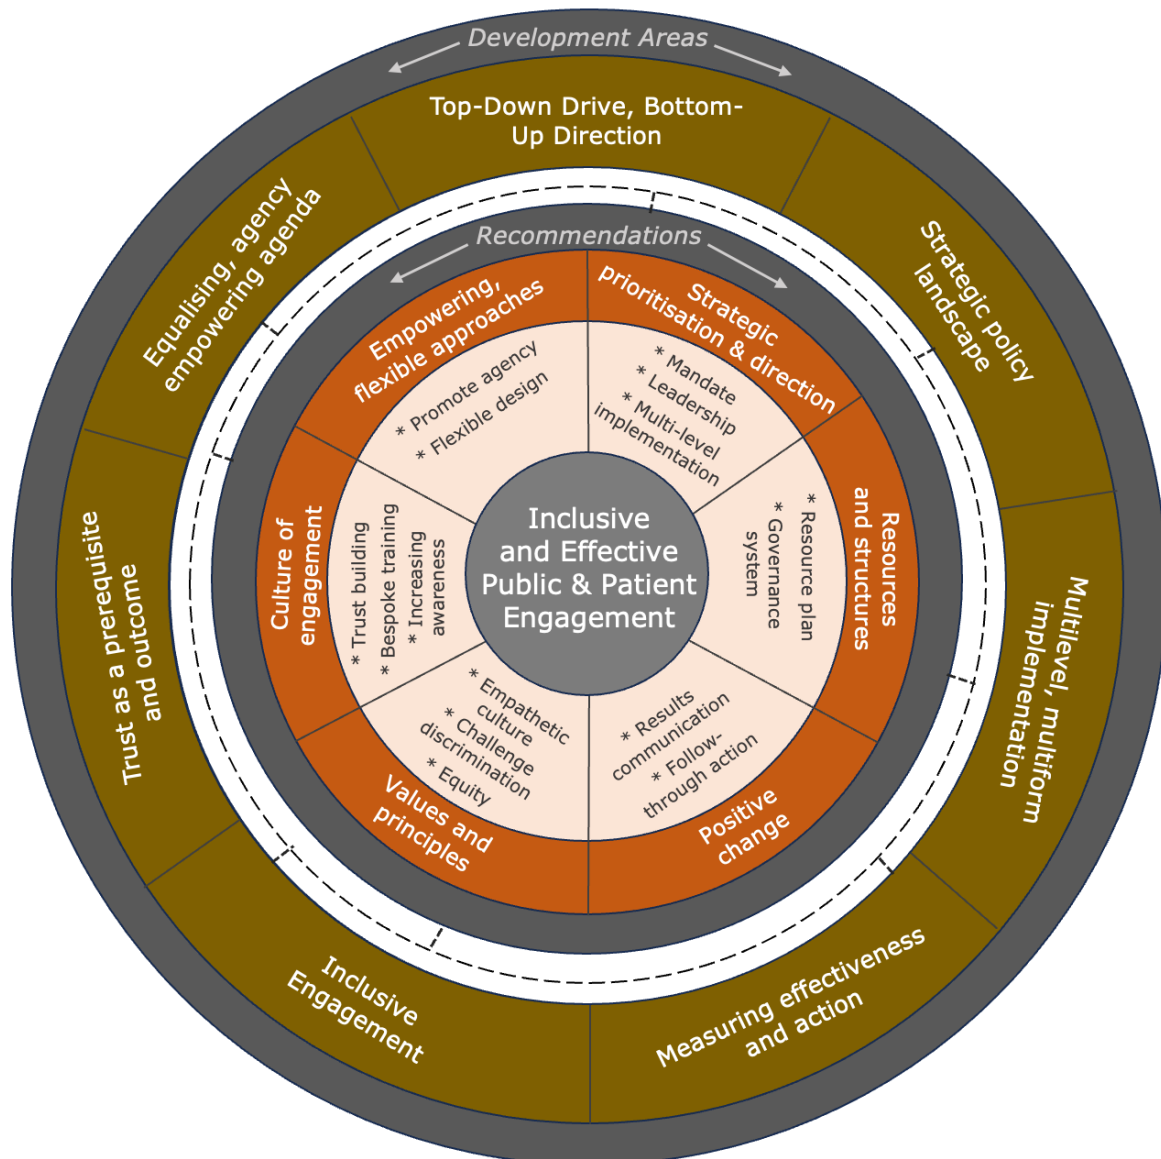 Development Areas
Top-Down Drive, Bottom-
Up Direction
Strategic policy
landscape
Multilevel, multiform
implementation
Measuring effectiveness
and action
Inclusive
Engagement
Trust as a prerequisite
and outcome
Equalising, agency
empowering agenda
Recommendations
Strategic
prioritisation & direction
* Mandate
* Leadership
* Multi-level
implementation
Resources
and structures
* Resource plan
* Governance
system
Positive
change
* Results
communication
* Follow-
through action
Values and
principles
* Empathetic
culture
* Challenge
discrimination
* Equity
Culture of
engagement
* Trust building
* Bespoke training
* Increasing
awareness
Empowering,
flexible approaches
* Promote agency
* Flexible design
Inclusive
and Effective
Public & Patient
Engagement